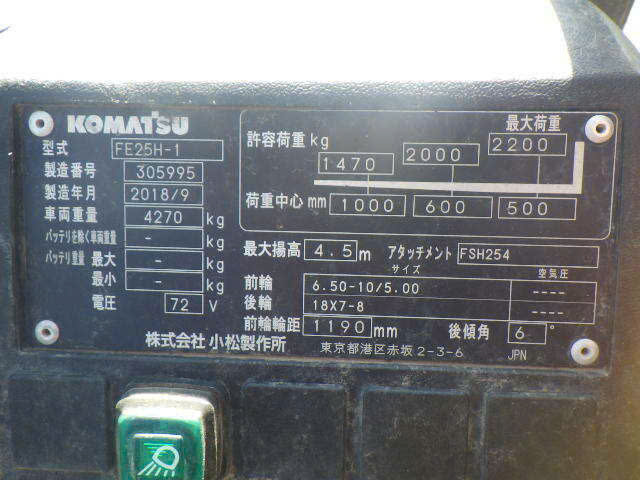 KOMATSU
型式 FE25H-1
製造番号 305995
製造年月 2018/9
車両重量 4270 kg
バッテリを除く車両重量 - kg
バッテリ重量 最大 - kg
最小 - kg
電圧 72 V
許容荷重 kg 最大荷重
1470 2000 2200
荷重中心 mm 1000 600 500
最大揚高 4.5 m アタッチメント FSH254
サイズ 空気圧
前輪 6.50-10/5.00 ----
後輪 18X7-8 ----
前輪輪距 1190 mm 後傾角 6 °
株式会社 小松製作所 東京都港区赤坂2-3-6 JPN